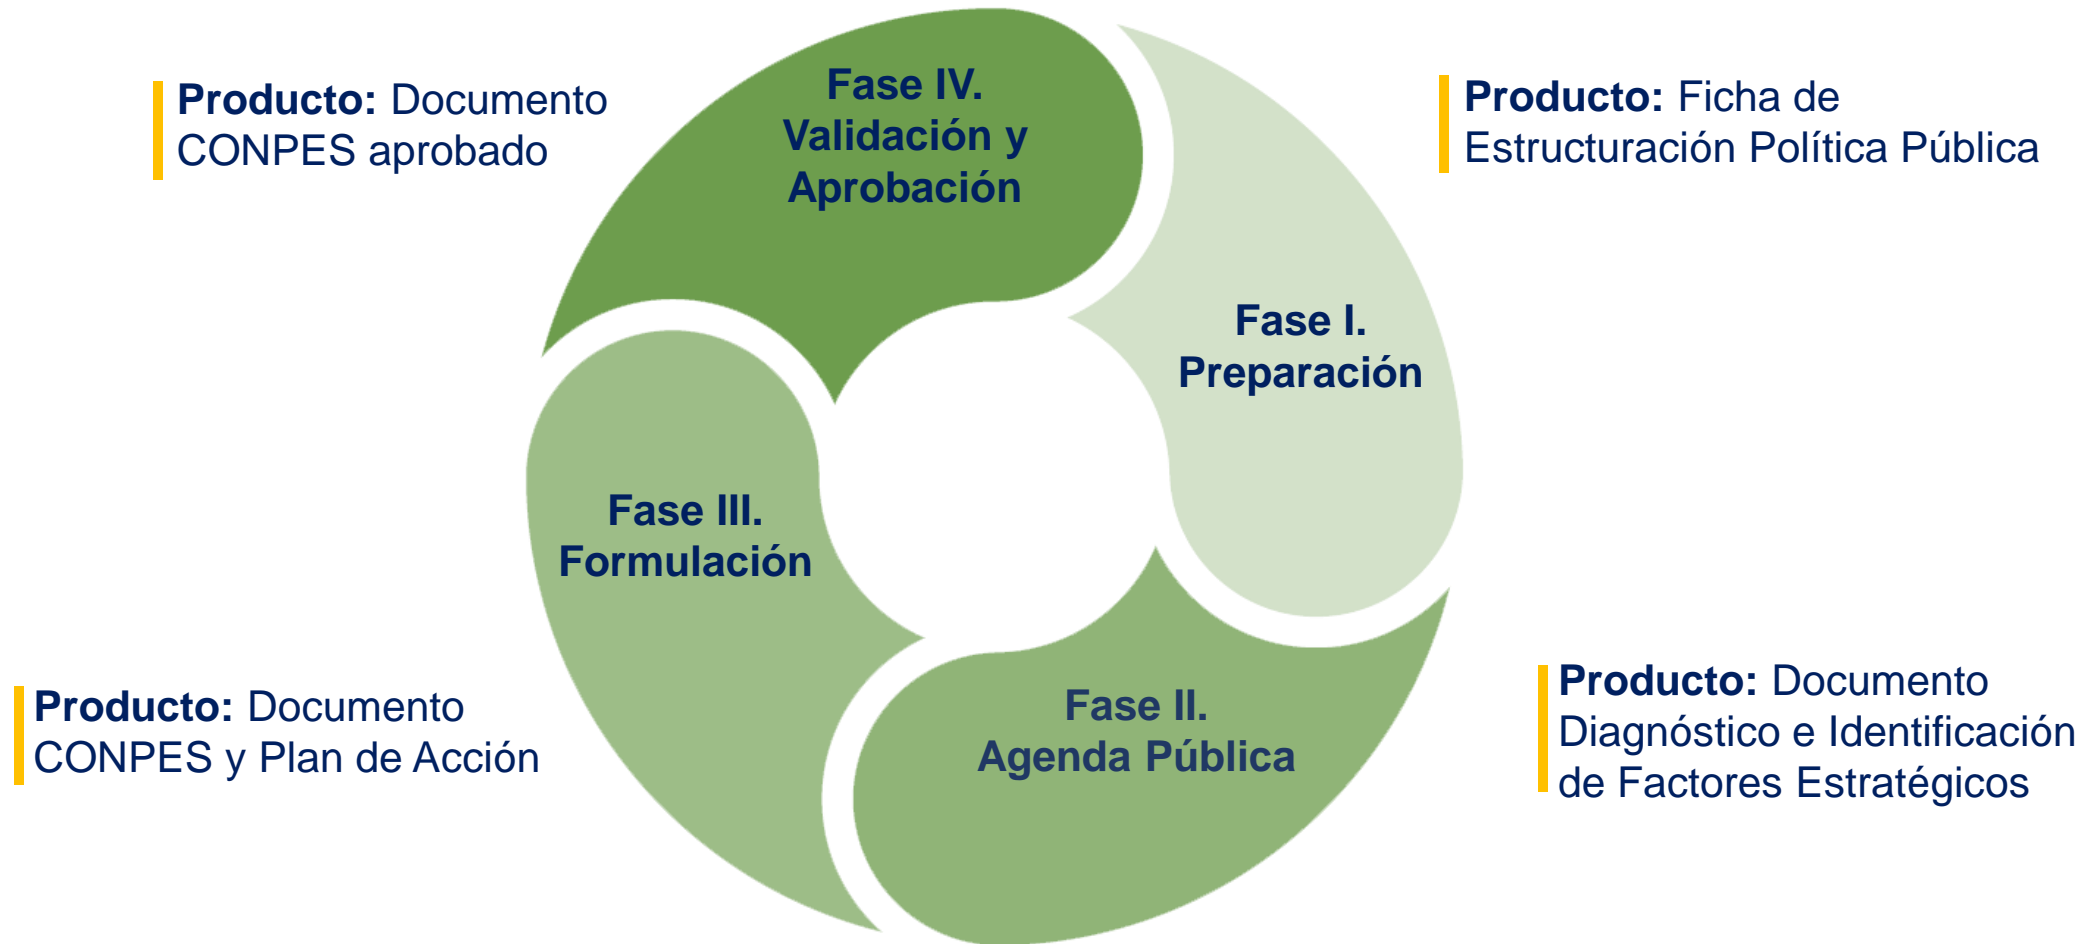 Fase IV.
Validación y
Aprobación
Producto: Documento
CONPES aprobado
Producto: Ficha de
Estructuración Política Pública
Fase I.
Preparación
Fase III.
Formulación
Fase II.
Agenda Pública
Producto: Documento
Diagnóstico e Identificación
de Factores Estratégicos
Producto: Documento
CONPES y Plan de Acción